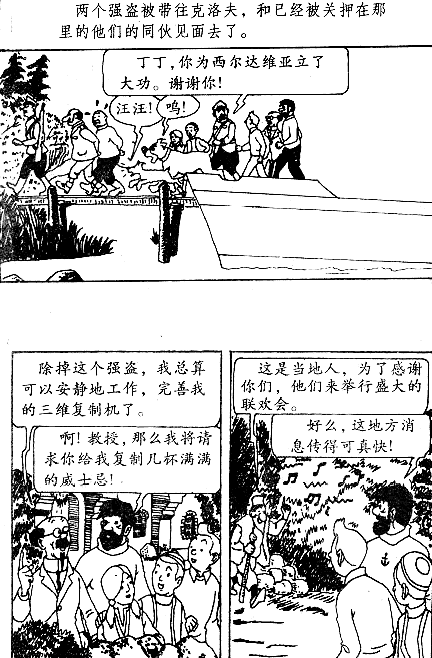 两个强盗被带往克洛夫，和已经被关押在那
里的他们的同伙见面去了。
丁丁，你为西尔达维亚立了
大功。谢谢你！
汪汪！
呜！
除掉这个强盗，我总算
可以安静地工作，完善我
的三维复制机了。
啊！教授，那么我将请
求你给我复制几杯满满
的威士忌！
这是当地人，为了感谢
你们，他们来举行盛大的
联欢会。
好么，这地方消
息传得可真快！